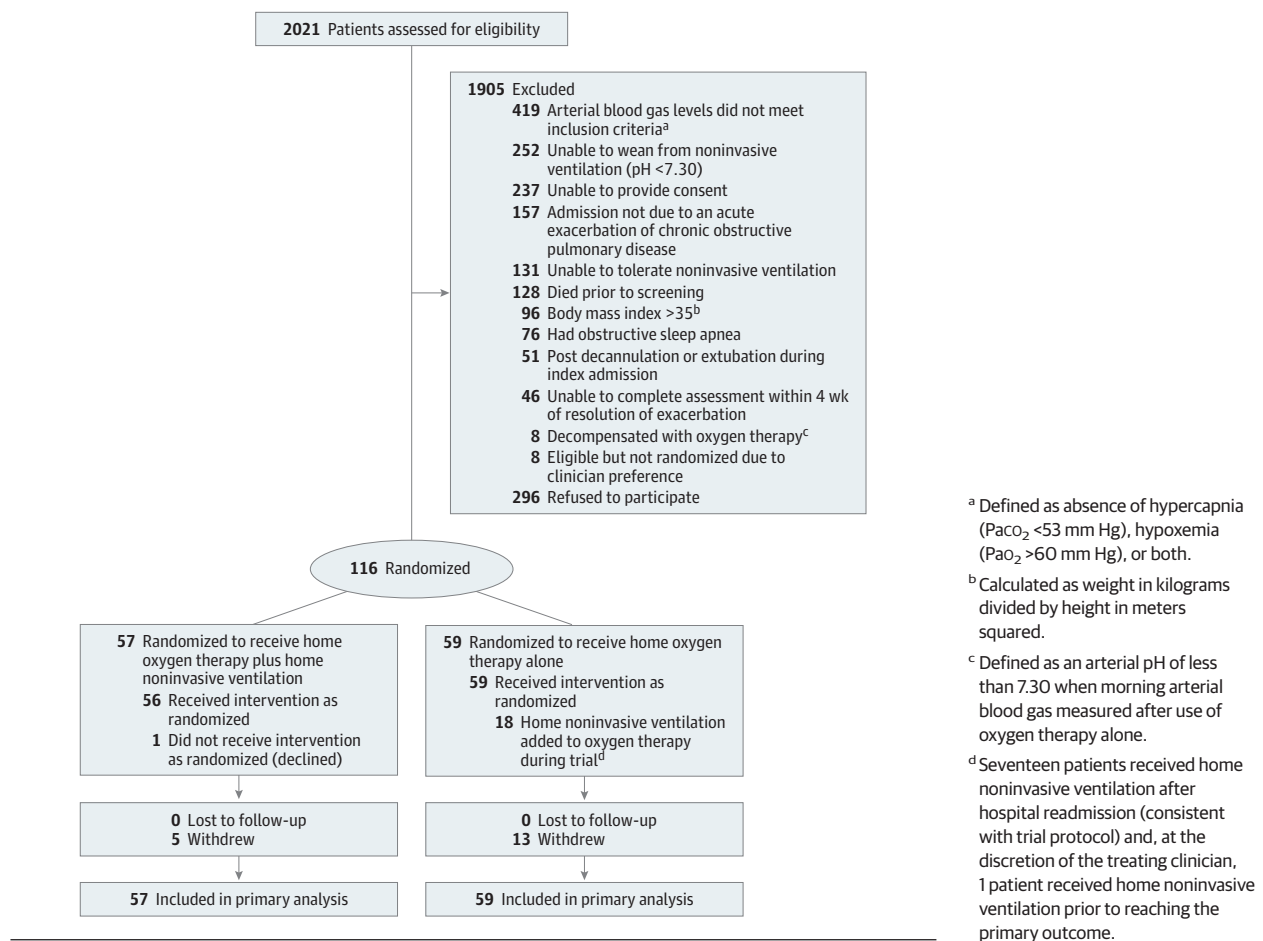 2021 Patients assessed for eligibility
1905 Excluded
419 Arterial blood gas levels did not meet
inclusion criteriaᵃ
252 Unable to wean from noninvasive
ventilation (pH <7.30)
237 Unable to provide consent
157 Admission not due to an acute
exacerbation of chronic obstructive
pulmonary disease
131 Unable to tolerate noninvasive ventilation
128 Died prior to screening
96 Body mass index >35ᵇ
76 Had obstructive sleep apnea
51 Post decannulation or extubation during
index admission
46 Unable to complete assessment within 4 wk
of resolution of exacerbation
8 Decompensated with oxygen therapyᶜ
8 Eligible but not randomized due to
clinician preference
296 Refused to participate
116 Randomized
57 Randomized to receive home
oxygen therapy plus home
noninvasive ventilation
56 Received intervention as
randomized
1 Did not receive intervention
as randomized (declined)
59 Randomized to receive home oxygen
therapy alone
59 Received intervention as
randomized
18 Home noninvasive ventilation
added to oxygen therapy
during trialᵈ
0 Lost to follow-up
5 Withdrew
0 Lost to follow-up
13 Withdrew
57 Included in primary analysis
59 Included in primary analysis
ᵃ Defined as absence of hypercapnia
(PaCO₂ <53 mm Hg), hypoxemia
(PaO₂ >60 mm Hg), or both.
ᵇ Calculated as weight in kilograms
divided by height in meters
squared.
ᶜ Defined as an arterial pH of less
than 7.30 when morning arterial
blood gas measured after use of
oxygen therapy alone.
ᵈ Seventeen patients received home
noninvasive ventilation after
hospital readmission (consistent
with trial protocol) and, at the
discretion of the treating clinician,
1 patient received home noninvasive
ventilation prior to reaching the
primary outcome.